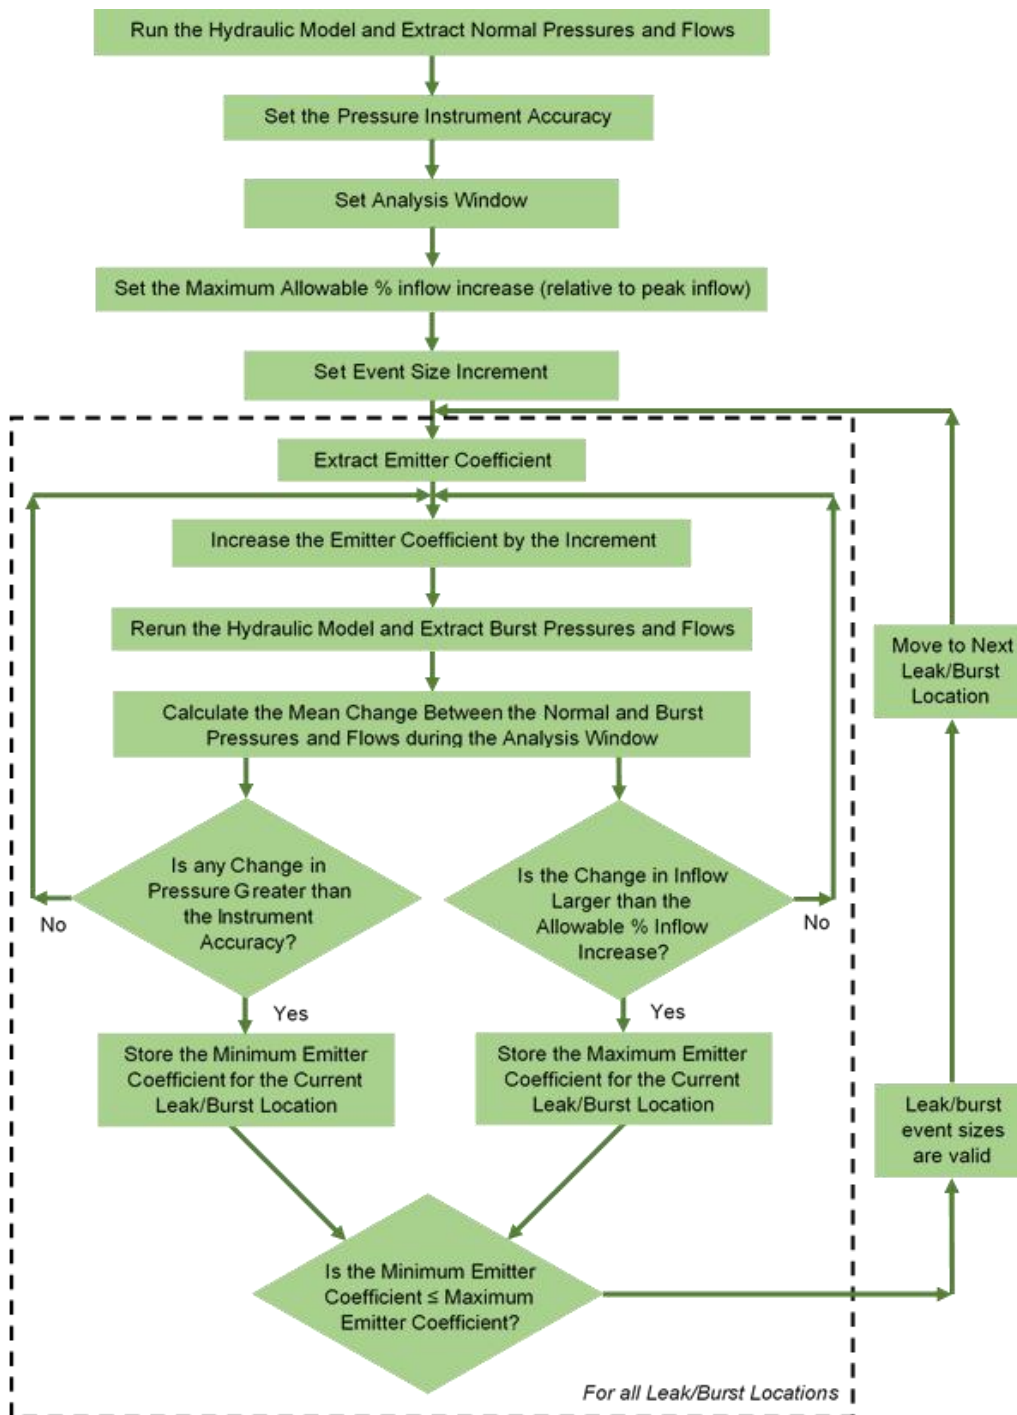 Run the Hydraulic Model and Extract Normal Pressures and Flows
Set the Pressure Instrument Accuracy
Set Analysis Window
Set the Maximum Allowable % inflow increase (relative to peak inflow)
Set Event Size Increment
Extract Emitter Coefficient
Increase the Emitter Coefficient by the Increment
Rerun the Hydraulic Model and Extract Burst Pressures and Flows
Calculate the Mean Change Between the Normal and Burst
Pressures and Flows during the Analysis Window
Is any Change in
Pressure Greater than
the Instrument
Accuracy?
No
Yes
Is the Change in Inflow
Larger than the
Allowable % Inflow
Increase?
No
Yes
Store the Minimum Emitter
Coefficient for the Current
Leak/Burst Location
Store the Maximum Emitter
Coefficient for the Current
Leak/Burst Location
Is the Minimum Emitter
Coefficient ≤ Maximum
Emitter Coefficient?
Leak/burst
event sizes
are valid
Move to Next
Leak/Burst
Location
For all Leak/Burst Locations